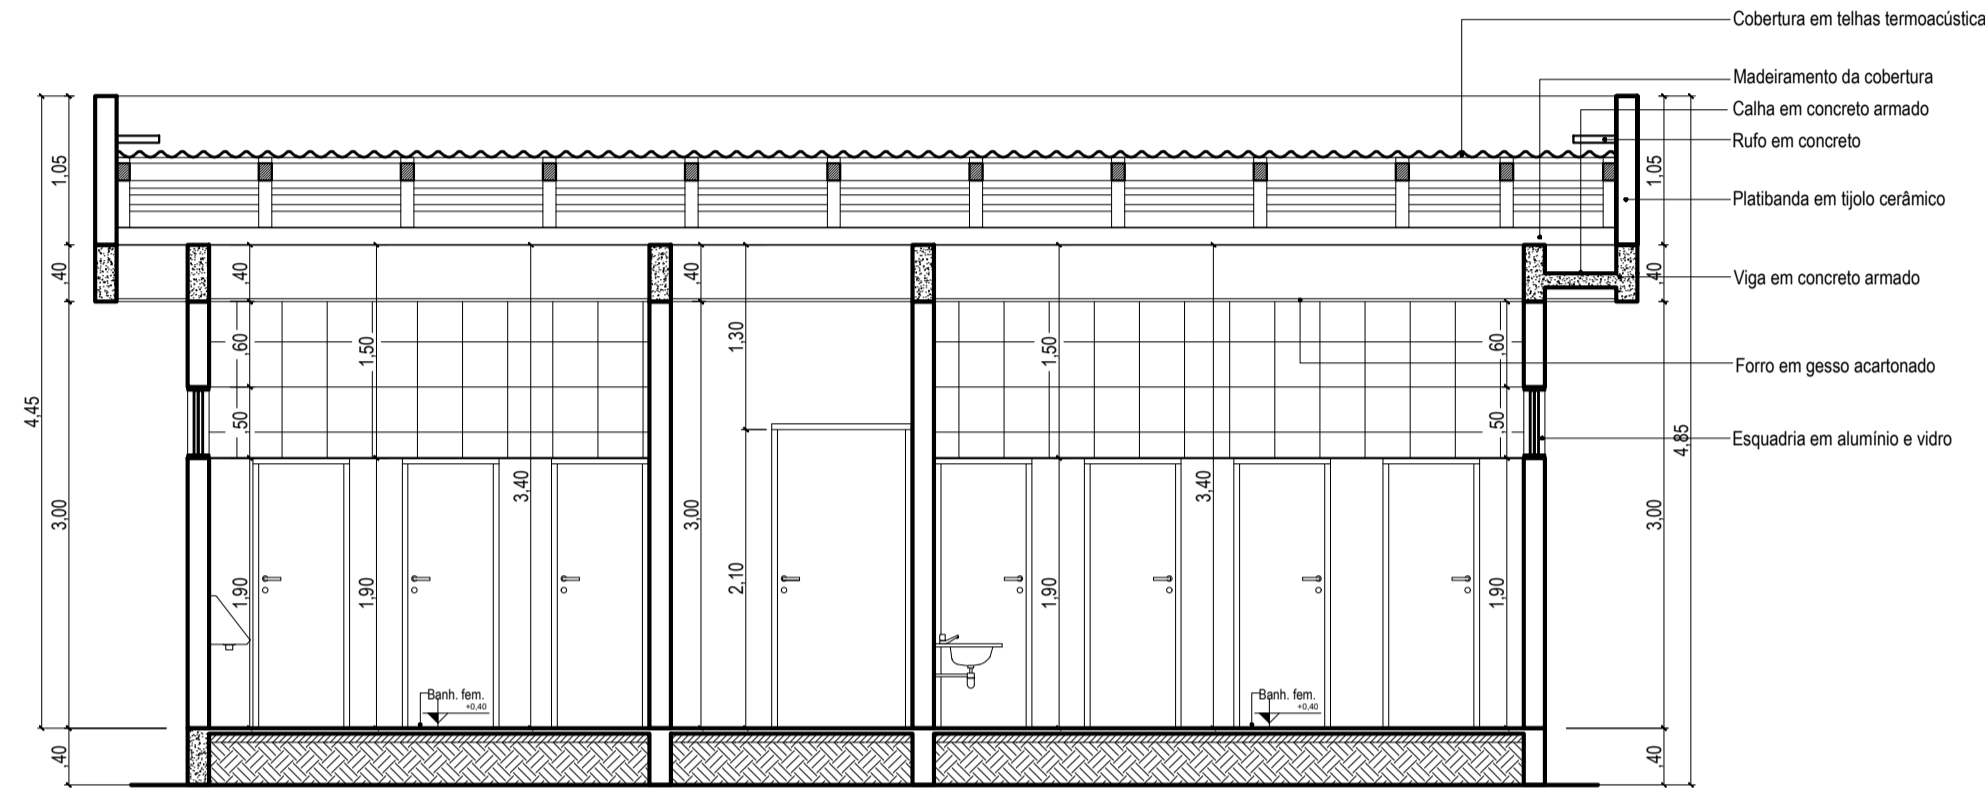 Cobertura em telhas termoacústica
Madeiramento da cobertura
Calha em concreto armado
Rufo em concreto
Platibanda em tijolo cerâmico
Viga em concreto armado
Forro em gesso acartonado
Esquadria em alumínio e vidro
1,05
,40
4,45
3,00
,40
,40
,60
,50
1,90
1,50
1,90
3,40
,40
3,00
1,30
2,10
1,50
1,90
3,40
,60
,50
1,90
1,05
,40
4,85
3,00
,40
Banh. fem.
+0,40
Banh. fem.
+0,40